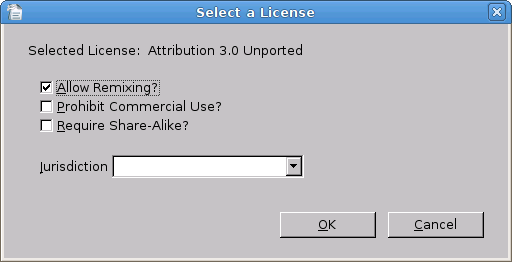 Select a License
Selected License: Attribution 3.0 Unported
Allow Remixing?
Prohibit Commercial Use?
Require Share-Alike?
Jurisdiction
OK Cancel